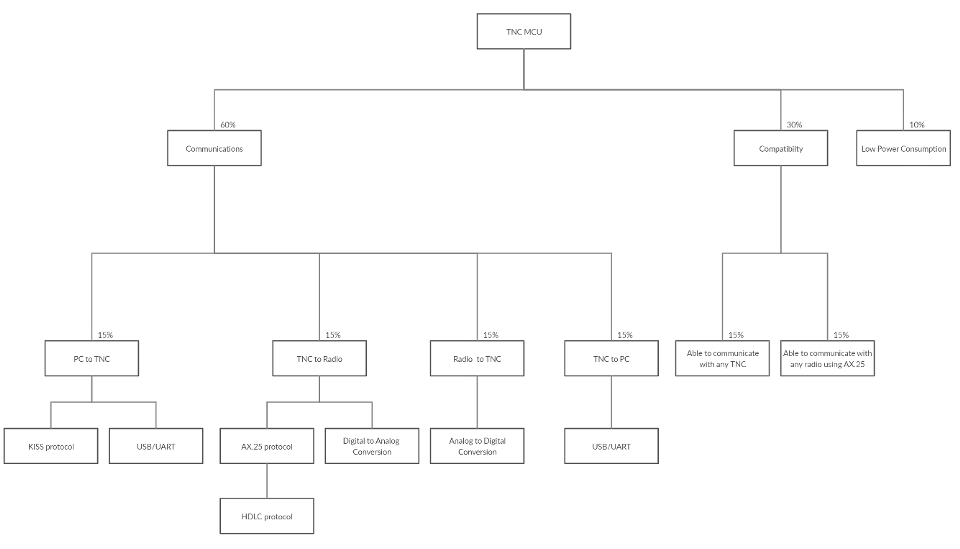 TNC MCU
60%
30%
10%
Communications
Compatibilty
Low Power Consumption
15%
15%
15%
15%
15%
15%
PC to TNC
TNC to Radio
Radio to TNC
TNC to PC
Able to communicate
with any TNC
Able to communicate with
any radio using AX.25
KISS protocol
USB/UART
AX.25 protocol
Digital to Analog
Conversion
Analog to Digital
Conversion
USB/UART
HDLC protocol